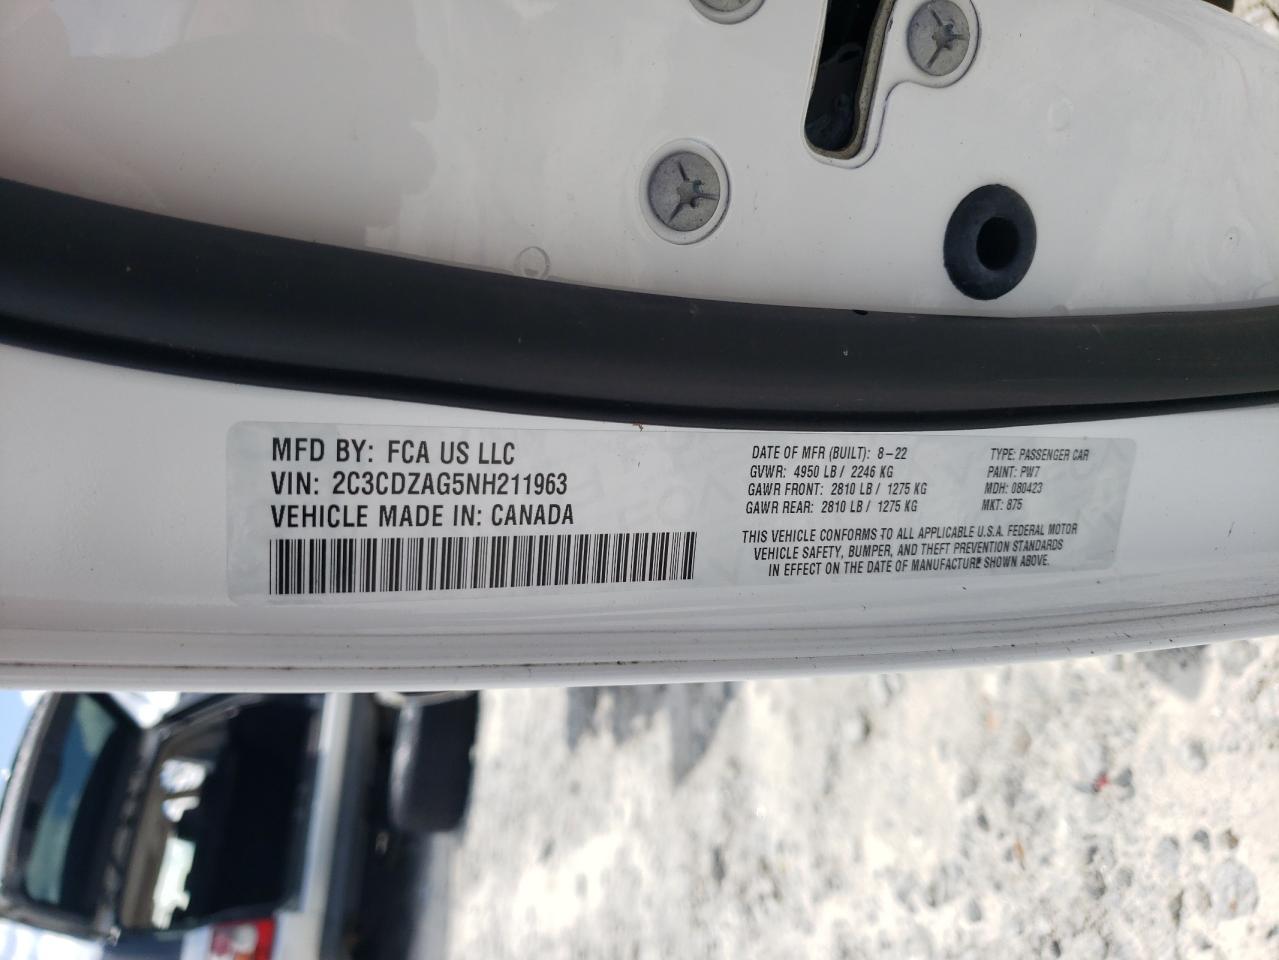 MFD BY: FCA US LLC
VIN: 2C3CDZAG5NH211963
VEHICLE MADE IN: CANADA
DATE OF MFR (BUILT): 8-22
GVWR: 4950 LB / 2246 KG
GAWR FRONT: 2810 LB / 1275 KG
GAWR REAR: 2810 LB / 1275 KG
TYPE: PASSENGER CAR
PAINT: PW7
MDH: 080423
MKT: 875
THIS VEHICLE CONFORMS TO ALL APPLICABLE U.S.A. FEDERAL MOTOR
VEHICLE SAFETY, BUMPER, AND THEFT PREVENTION STANDARDS
IN EFFECT ON THE DATE OF MANUFACTURE SHOWN ABOVE.